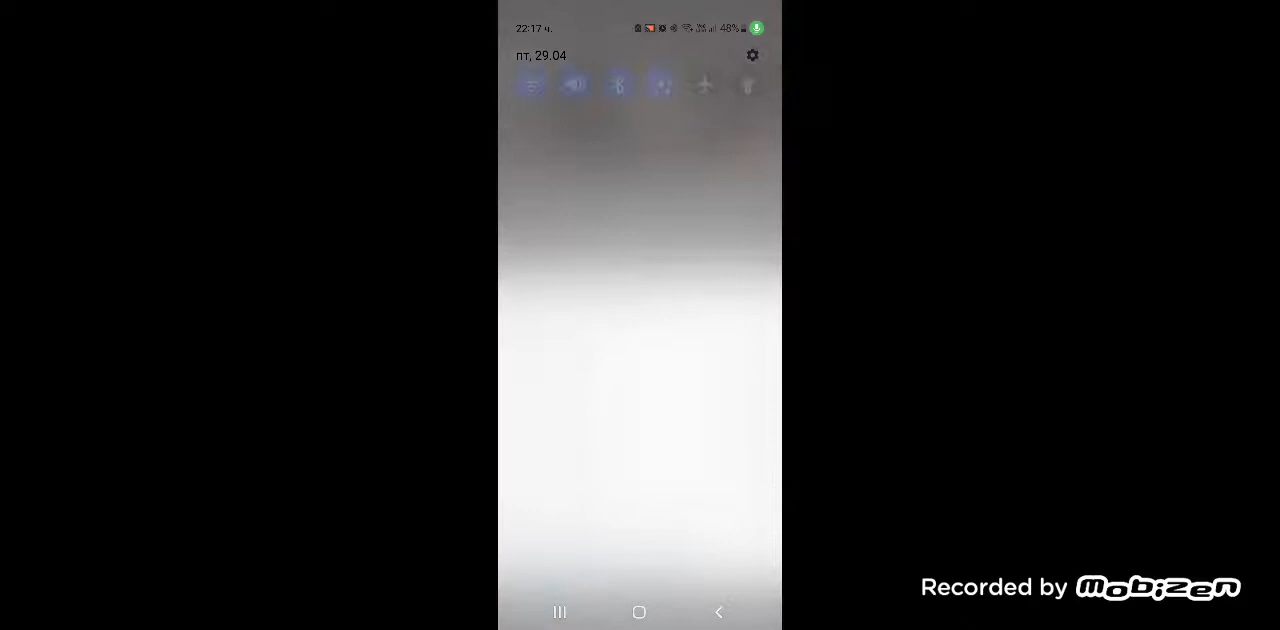 22:17 ч.
48%
пт, 29.04
Recorded by mobizen